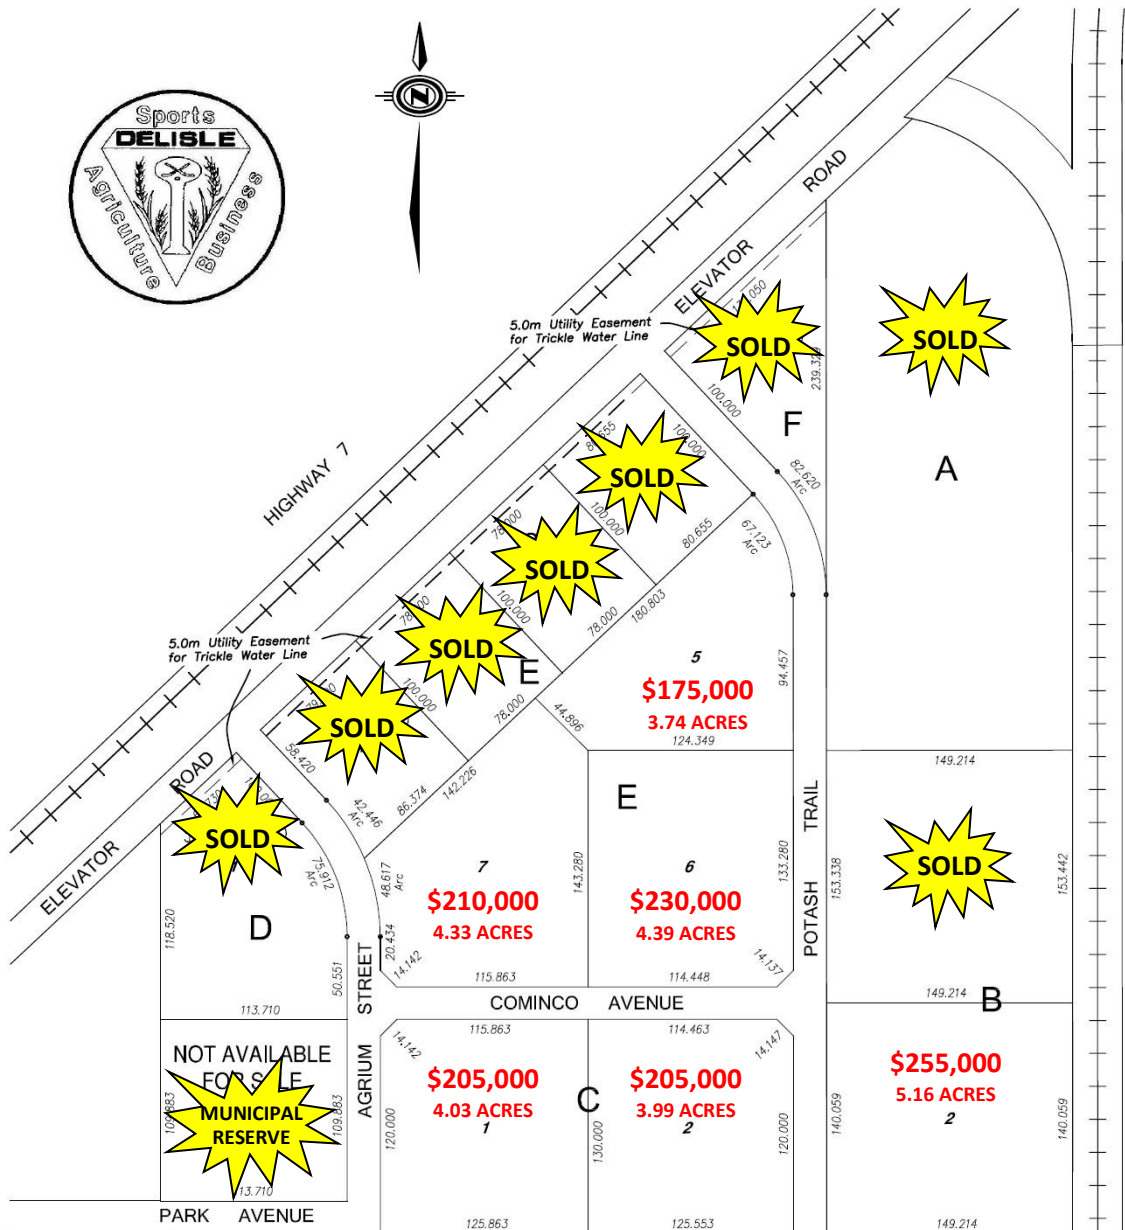 Sports
DELISLE
Agriculture
Business
N
ROAD
ELEVATOR
5.0m Utility Easement
for Trickle Water Line
SOLD
SOLD
239.329
100.000
F
82.620
Arc
A
HIGHWAY 7
100.000
SOLD
100.000
80.655
67.123
Arc
78.000
SOLD
100.000
78.000
180.803
5.0m Utility Easement
for Trickle Water Line
SOLD
E
5
$175,000
3.74 ACRES
94.457
100.000
78.000
44.896
124.349
SOLD
58.420
ROAD
42.446
Arc
86.374
142.226
149.214
E
SOLD
75.912
Arc
ELEVATOR
118.520
D
48.617
Arc
20.434
14.142
7
$210,000
4.33 ACRES
143.280
6
$230,000
4.39 ACRES
133.280
POTASH TRAIL
153.338
SOLD
153.442
14.137
115.863
114.448
50.551
113.710
STREET
COMINCO AVENUE
149.214
B
NOT AVAILABLE
FOR SALE
MUNICIPAL
RESERVE
109.883
109.883
13.710
PARK AVENUE
AGRIUM
115.863
114.463
14.142
14.147
$205,000
4.03 ACRES
1
C
$205,000
3.99 ACRES
2
120.000
130.000
120.000
$255,000
5.16 ACRES
2
140.059
140.059
125.863
125.553
149.214